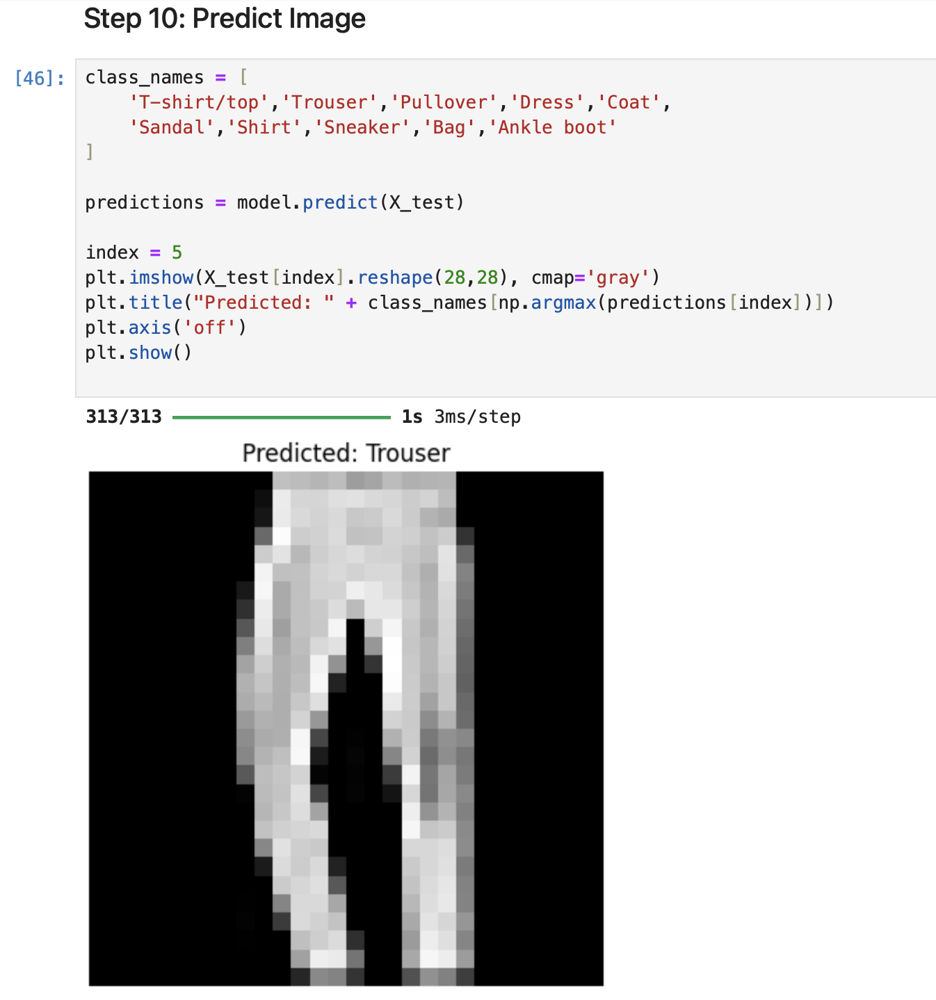 Step 10: Predict Image
[46]:
class_names = [
    'T-shirt/top','Trouser','Pullover','Dress','Coat',
    'Sandal','Shirt','Sneaker','Bag','Ankle boot'
]
predictions = model.predict(X_test)
index = 5
plt.imshow(X_test[index].reshape(28,28), cmap='gray')
plt.title("Predicted: " + class_names[np.argmax(predictions[index])])
plt.axis('off')
plt.show()
313/313 1s 3ms/step
Predicted: Trouser